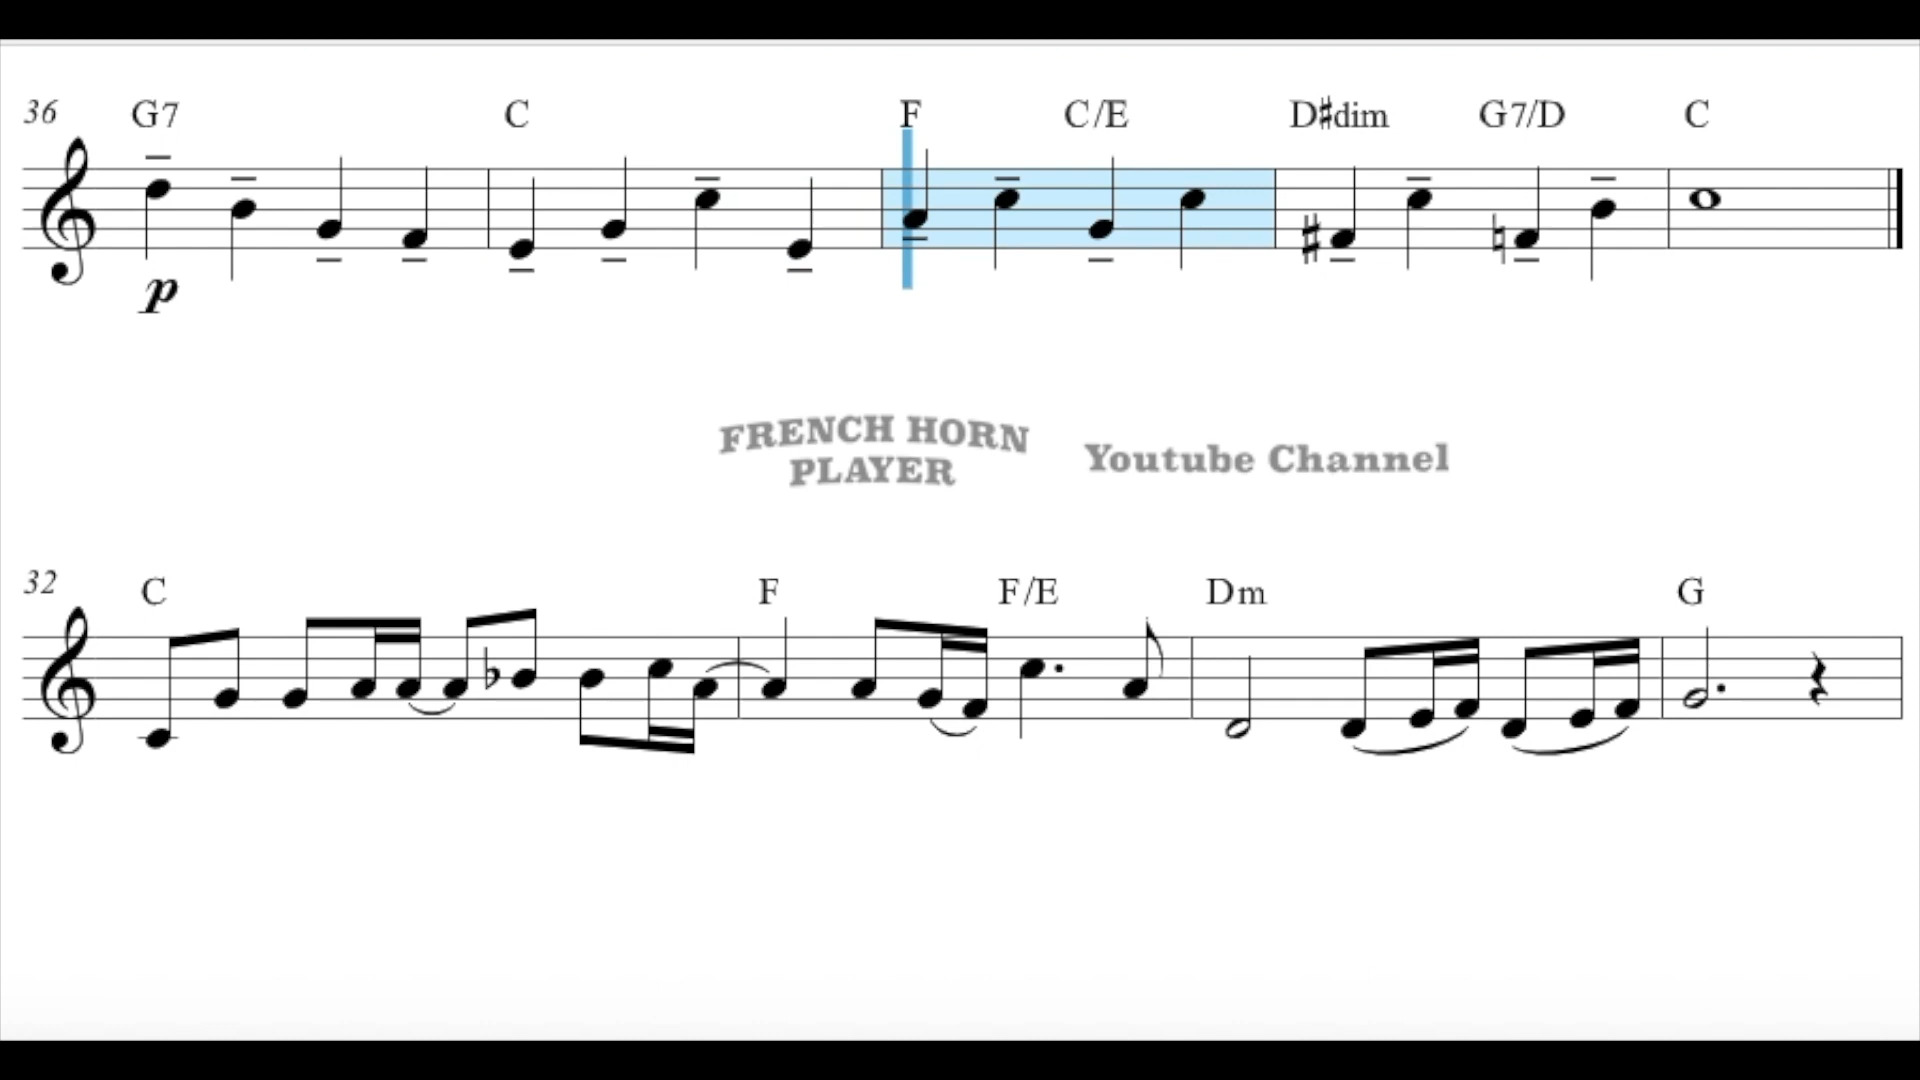 36 G7 C F C/E D♯dim G7/D C
p
FRENCH HORN
PLAYER
Youtube Channel
32 C F F/E Dm G